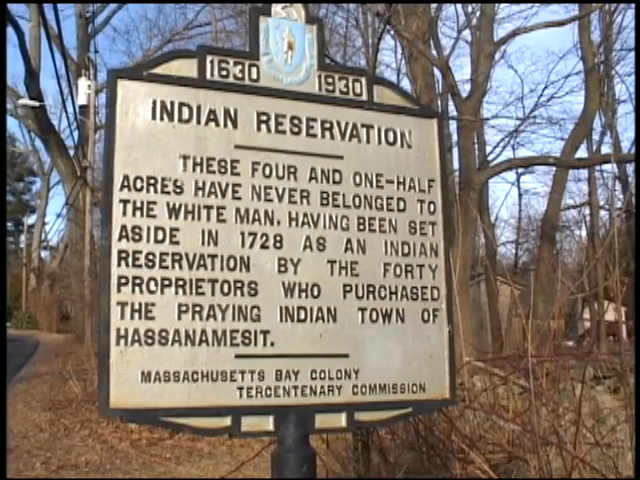 1630 1930
INDIAN RESERVATION
THESE FOUR AND ONE-HALF
ACRES HAVE NEVER BELONGED TO
THE WHITE MAN, HAVING BEEN SET
ASIDE IN 1728 AS AN INDIAN
RESERVATION BY THE FORTY
PROPRIETORS WHO PURCHASED
THE PRAYING INDIAN TOWN OF
HASSANAMESIT.
MASSACHUSETTS BAY COLONY
TERCENTENARY COMMISSION